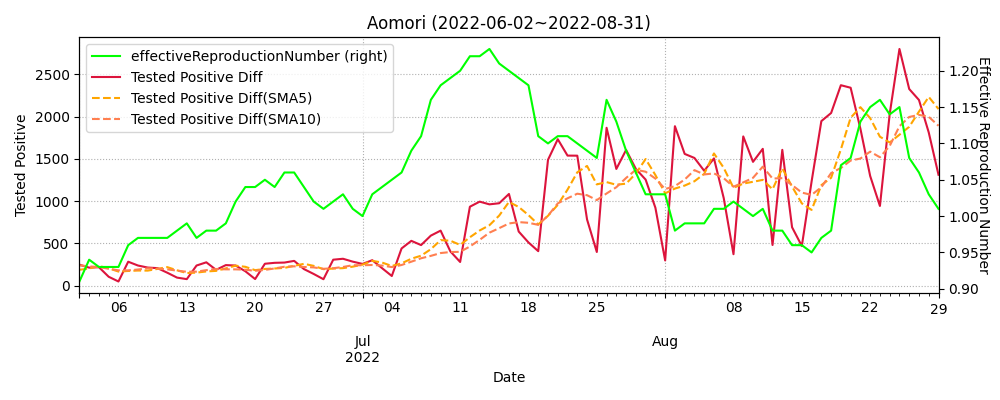 Aomori (2022-06-02~2022-08-31)
effectiveReproductionNumber (right)
Tested Positive Diff
Tested Positive Diff(SMA5)
Tested Positive Diff(SMA10)
Tested Positive
2500
2000
1500
1000
500
0
Effective Reproduction Number
1.20
1.15
1.10
1.05
1.00
0.95
0.90
06 13 20 27 04 11 18 25 08 15 22 29
Jul Aug
2022
Date